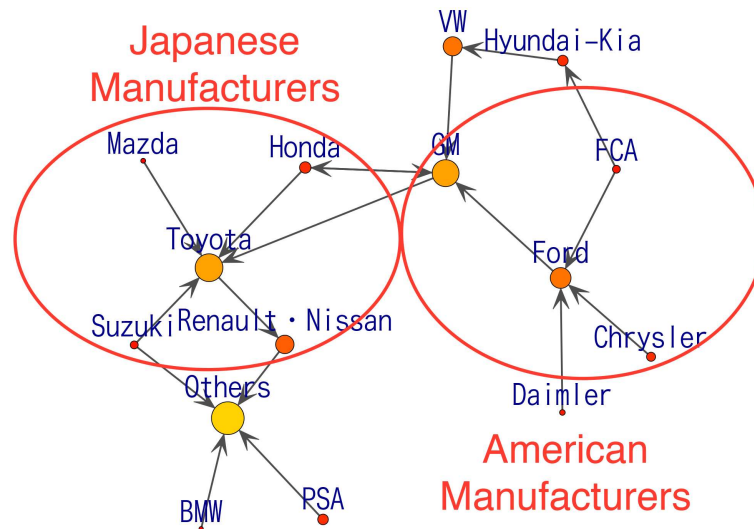 VW
Japanese
Manufacturers
Hyundai-Kia
Mazda
Honda
GM
FCA
Toyota
Ford
Suzuki
Renault・Nissan
Chrysler
Others
Daimler
American
Manufacturers
BMW
PSA